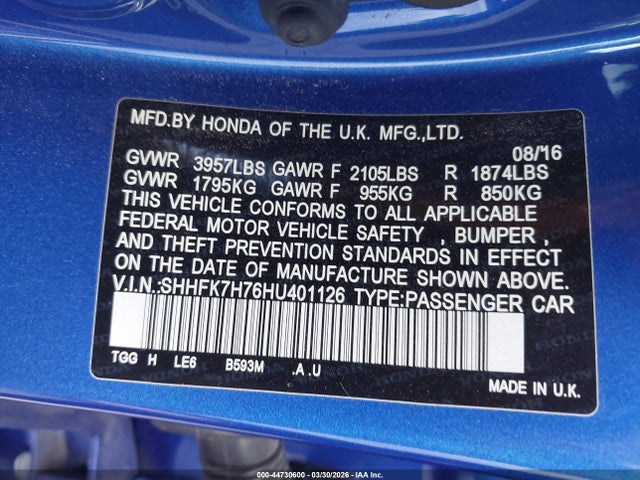 MFD.BY HONDA OF THE U.K. MFG.,LTD.
08/16
GVWR 3957LBS GAWR F 2105LBS R 1874LBS
GVWR 1795KG GAWR F 955KG R 850KG
THIS VEHICLE CONFORMS TO ALL APPLICABLE
FEDERAL MOTOR VEHICLE SAFETY , BUMPER ,
AND THEFT PREVENTION STANDARDS IN EFFECT
ON THE DATE OF MANUFACTURE SHOWN ABOVE.
V.I.N.:SHHFK7H76HU401126 TYPE:PASSENGER CAR
TGG H LE6 B593M .A .U
MADE IN U.K.
000-44730600 - 03/30/2026 - IAA Inc.